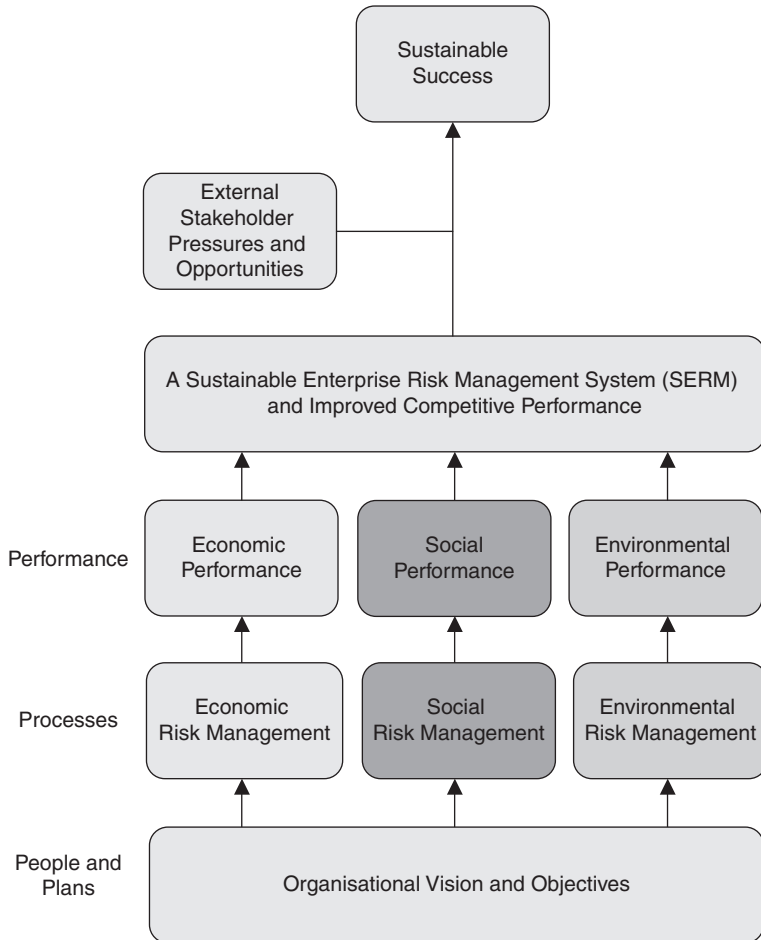 Sustainable
Success
External
Stakeholder
Pressures and
Opportunities
A Sustainable Enterprise Risk Management System (SERM)
and Improved Competitive Performance
Performance
Economic
Performance
Social
Performance
Environmental
Performance
Processes
Economic
Risk Management
Social
Risk Management
Environmental
Risk Management
People and
Plans
Organisational Vision and Objectives